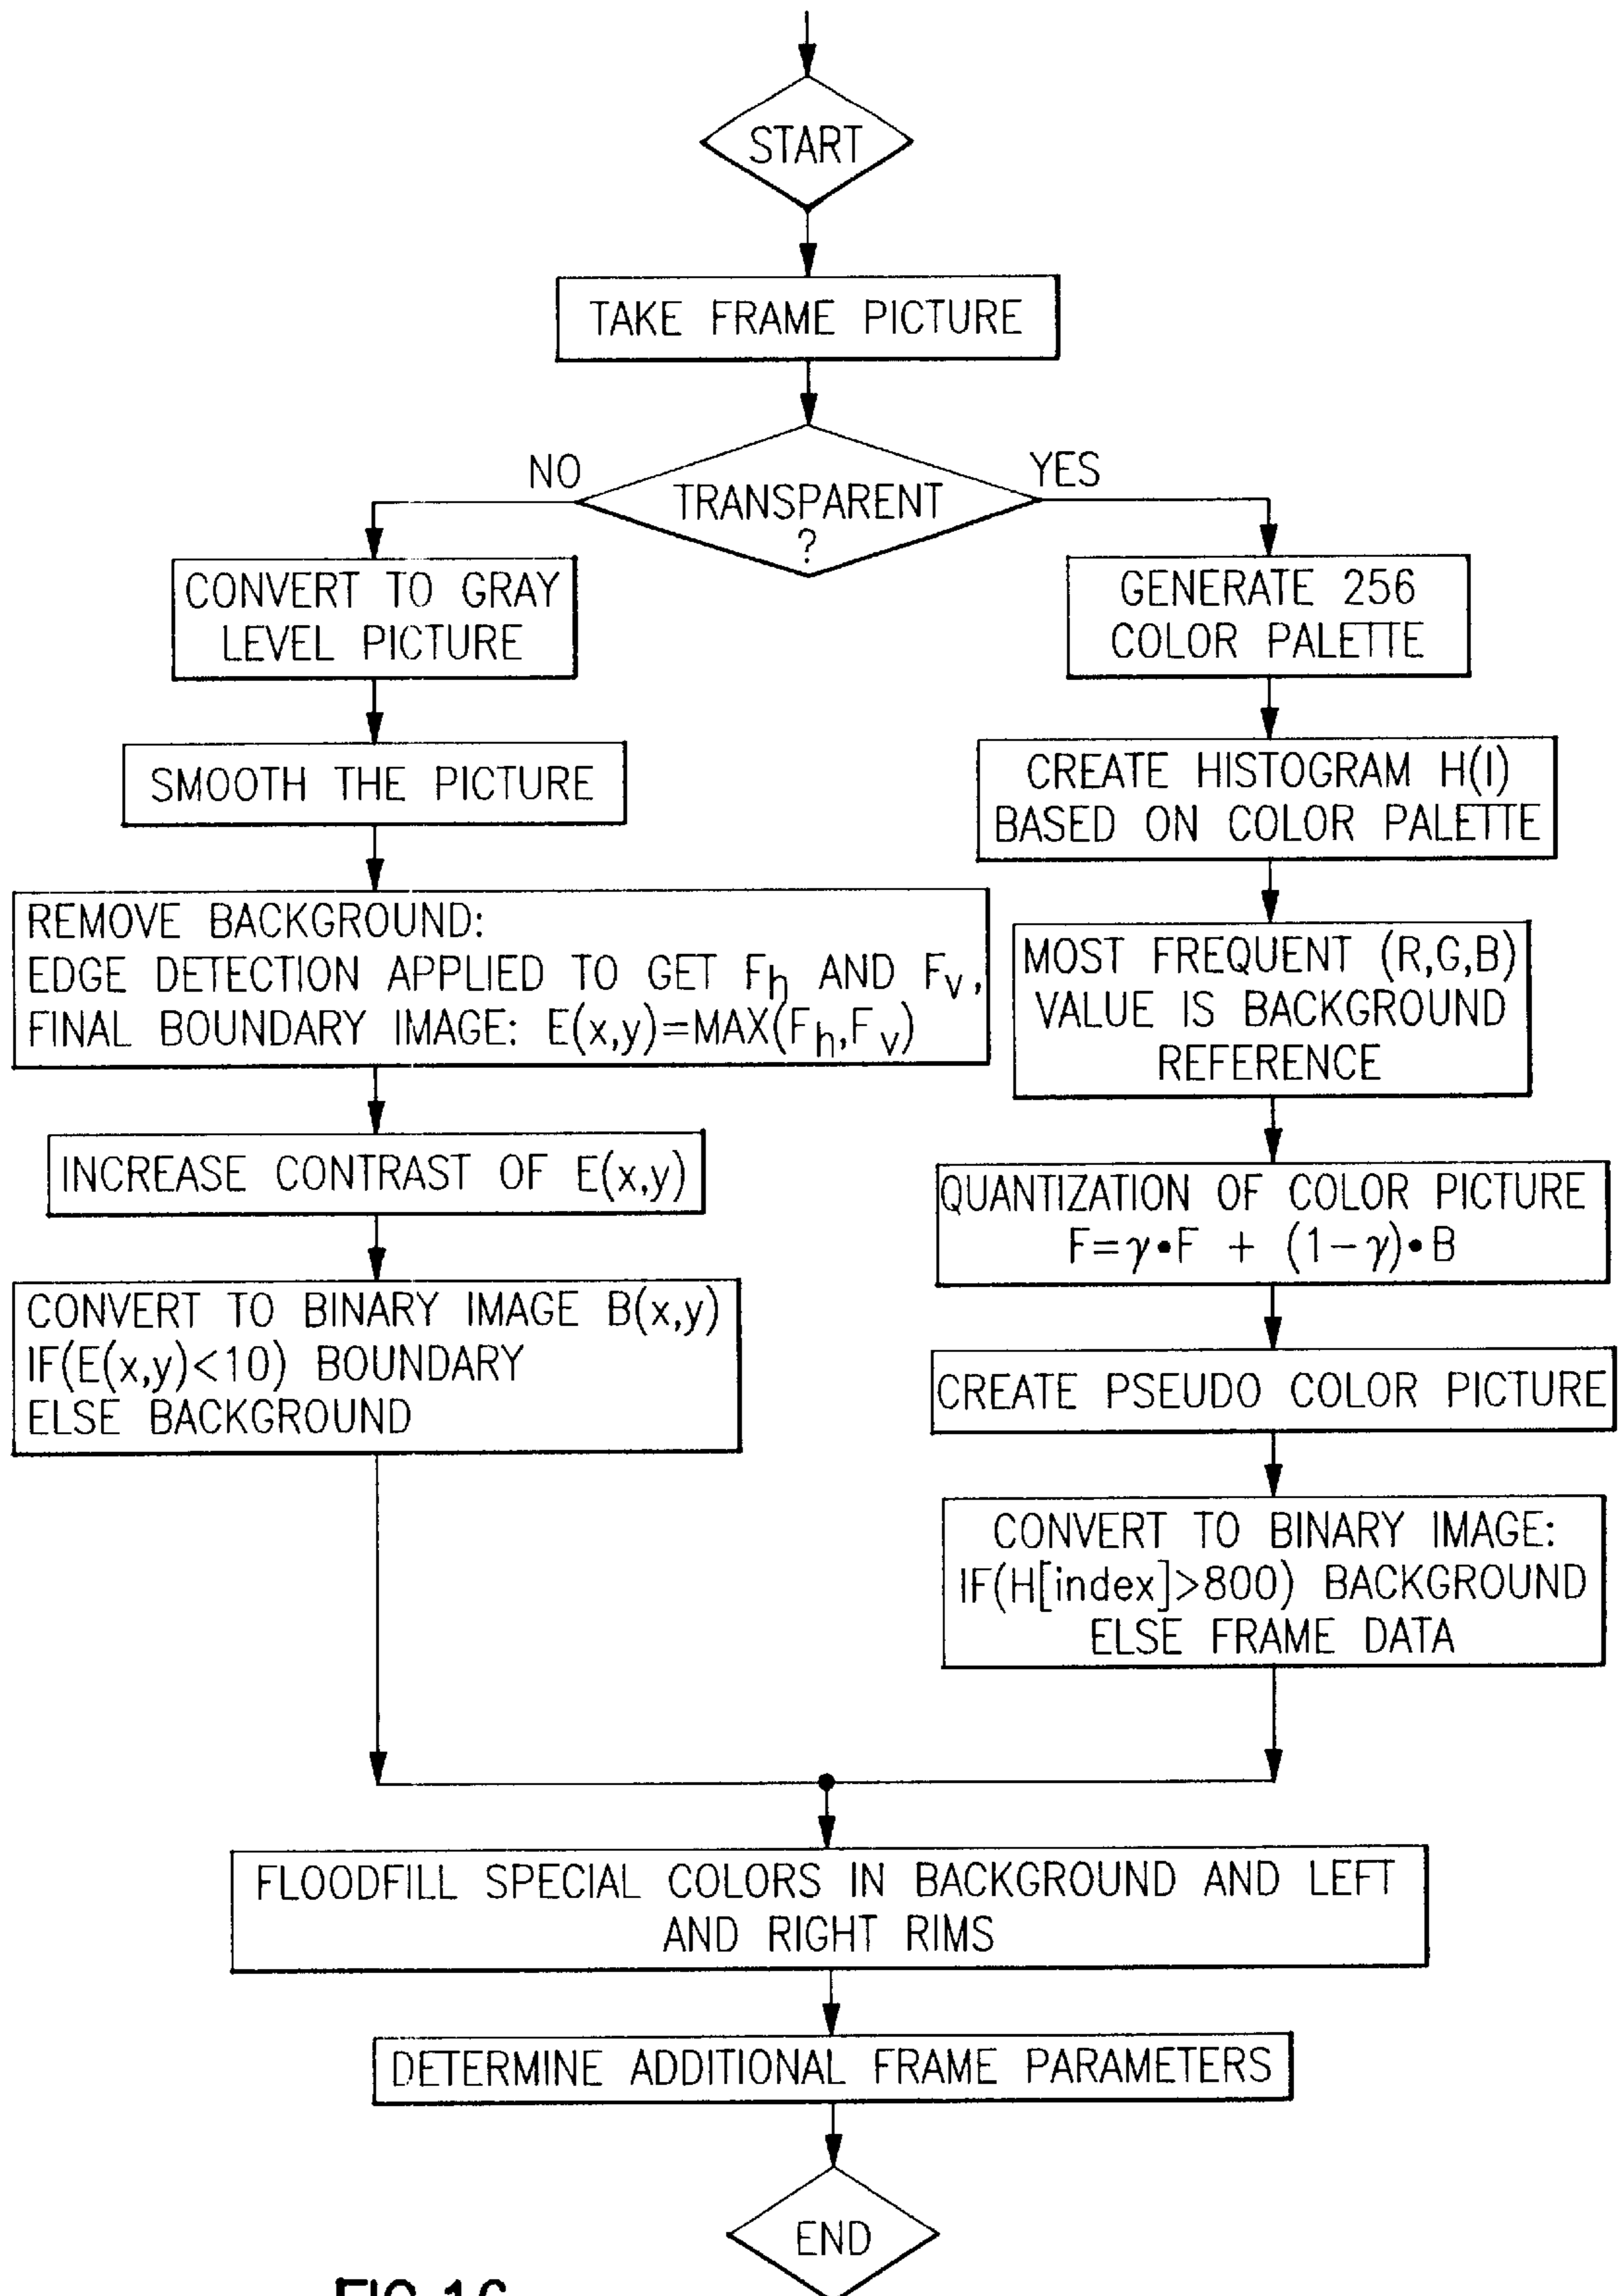 START
TAKE FRAME PICTURE
NO
YES
TRANSPARENT
?
CONVERT TO GRAY
LEVEL PICTURE
SMOOTH THE PICTURE
REMOVE BACKGROUND:
EDGE DETECTION APPLIED TO GET Fh AND Fv,
FINAL BOUNDARY IMAGE: E(x,y)=MAX(Fh,Fv)
INCREASE CONTRAST OF E(x,y)
CONVERT TO BINARY IMAGE B(x,y)
IF(E(x,y)<10) BOUNDARY
ELSE BACKGROUND
GENERATE 256
COLOR PALETTE
CREATE HISTOGRAM H(I)
BASED ON COLOR PALETTE
MOST FREQUENT (R,G,B)
VALUE IS BACKGROUND
REFERENCE
QUANTIZATION OF COLOR PICTURE
F=γ•F + (1-γ)•B
CREATE PSEUDO COLOR PICTURE
CONVERT TO BINARY IMAGE:
IF(H[index]>800) BACKGROUND
ELSE FRAME DATA
FLOODFILL SPECIAL COLORS IN BACKGROUND AND LEFT
AND RIGHT RIMS
DETERMINE ADDITIONAL FRAME PARAMETERS
END
FIG.16